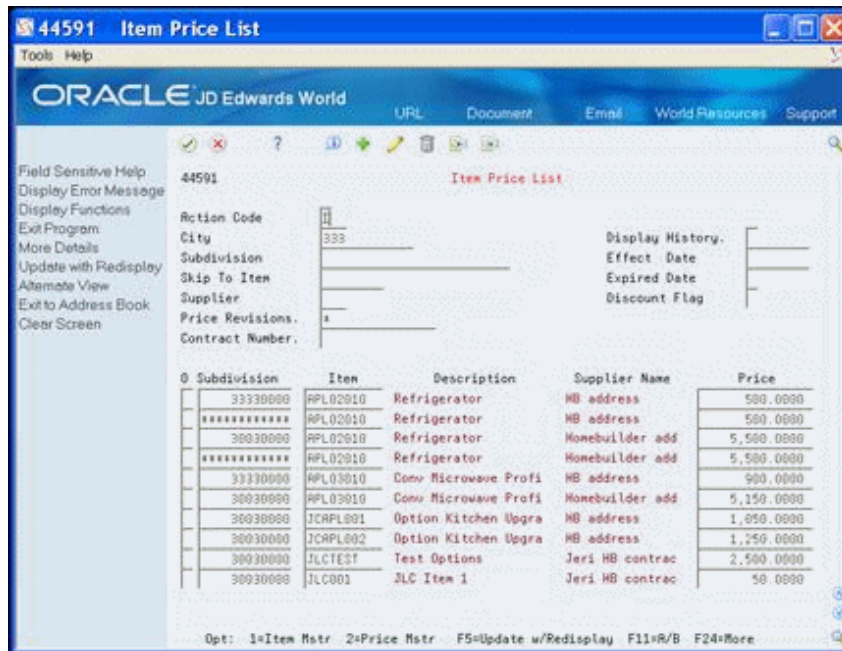 44591 Item Price List
Tools Help
ORACLE JD Edwards World
URL Document Email World Resources Support
?
Field Sensitive Help
Display Error Message
Display Functions
Exit Program
More Details
Update with Redisplay
Alternate View
Exit to Address Book
Clear Screen
44591 Item Price List
Action Code I
City 333 Display History.
Subdivision Effect Date
Skip To Item Expired Date
Supplier Discount Flag
Price Revisions. *
Contract Number.
O Subdivision Item Description Supplier Name Price
33330000 APL02010 Refrigerator HB address 500.0000
************ APL02010 Refrigerator HB address 500.0000
30030000 APL02010 Refrigerator Homebuilder add 5,500.0000
************ APL02010 Refrigerator Homebuilder add 5,500.0000
33330000 APL03010 Conv Microwave Profi HB address 900.0000
30030000 APL03010 Conv Microwave Profi Homebuilder add 5,150.0000
30030000 JCAPL001 Option Kitchen Upgra HB address 1,050.0000
30030000 JCAPL002 Option Kitchen Upgra HB address 1,250.0000
30030000 JLCTEST Test Options Jeri HB contrac 2,500.0000
30030000 JLC001 JLC Item 1 Jeri HB contrac 50.0000
Opt: 1=Item Mstr 2=Price Mstr F5=Update w/Redisplay F11=A/B F24=More